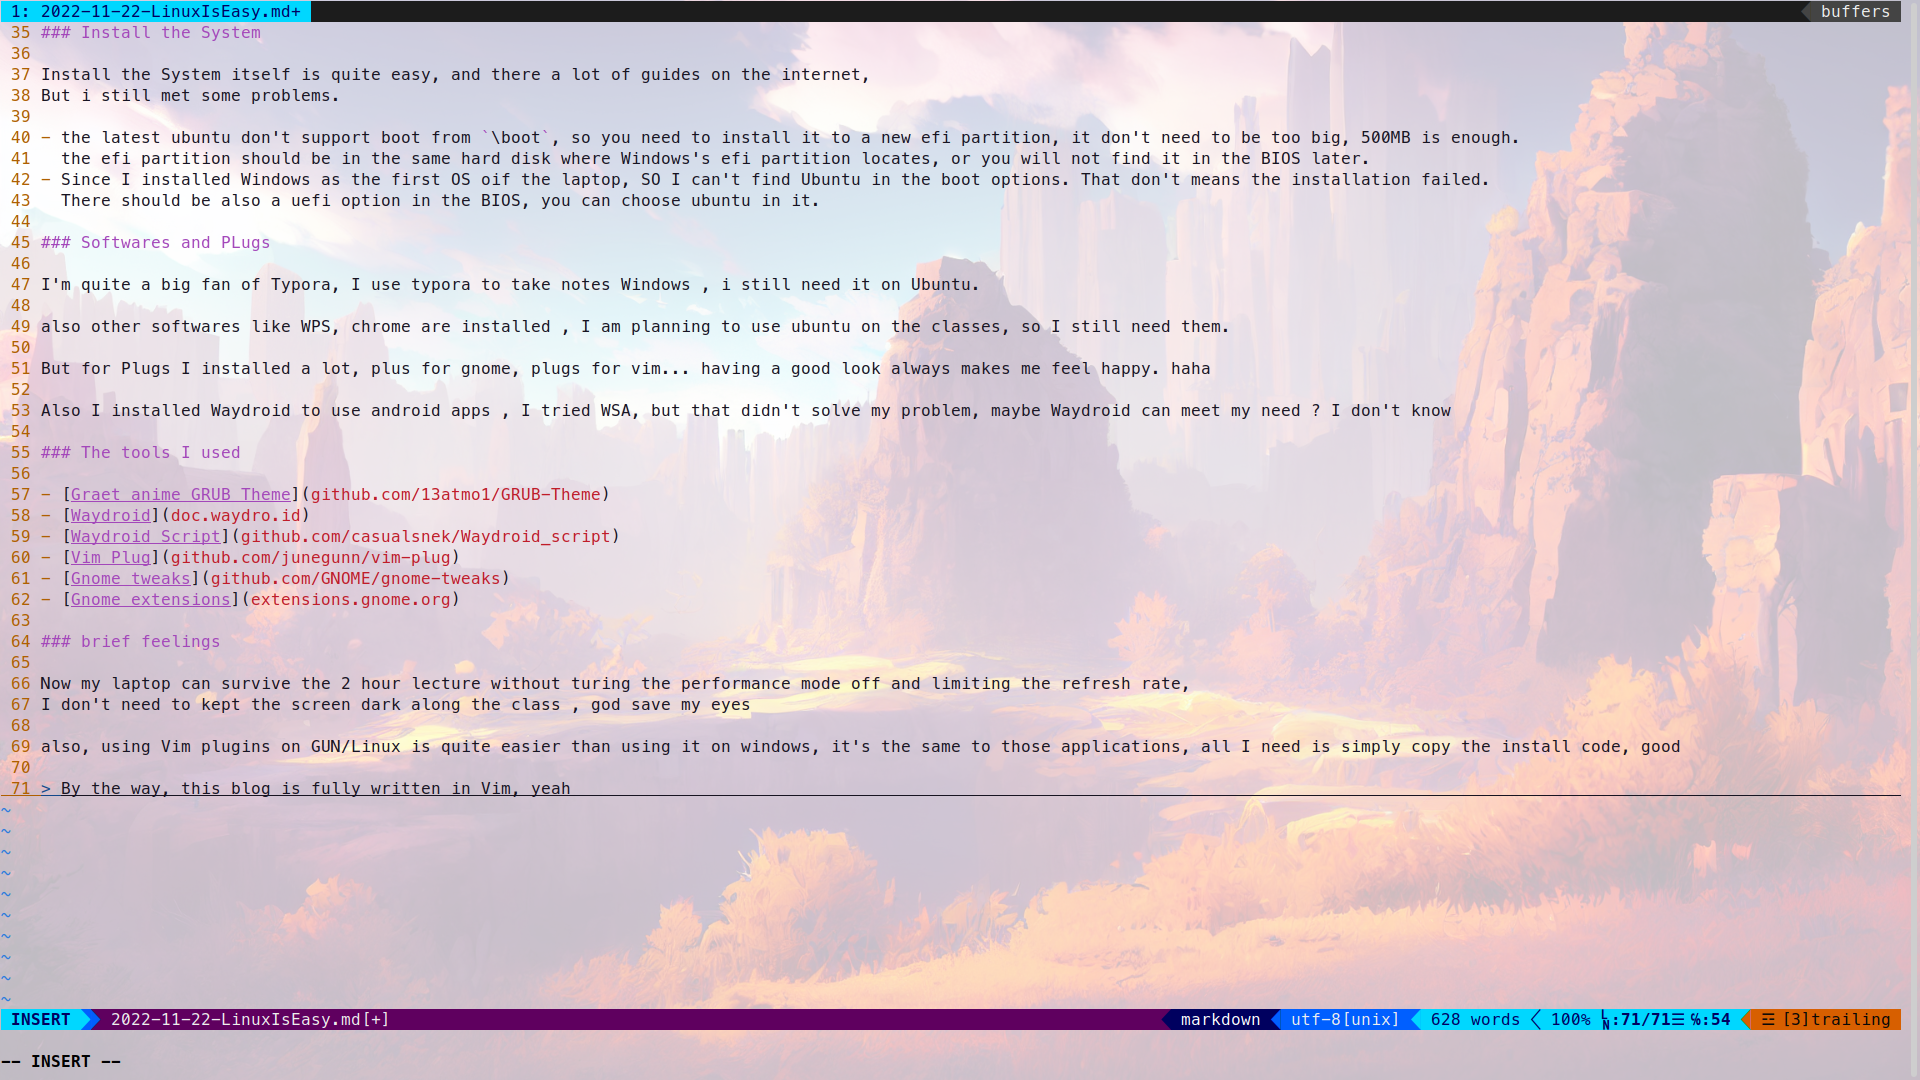 1: 2022-11-22-LinuxIsEasy.md+ buffers
35 ### Install the System
36
37 Install the System itself is quite easy, and there a lot of guides on the internet,
38 But i still met some problems.
39
40 - the latest ubuntu don't support boot from `\boot`, so you need to install it to a new efi partition, it don't need to be too big, 500MB is enough.
41   the efi partition should be in the same hard disk where Windows's efi partition locates, or you will not find it in the BIOS later.
42 - Since I installed Windows as the first OS oif the laptop, SO I can't find Ubuntu in the boot options. That don't means the installation failed.
43   There should be also a uefi option in the BIOS, you can choose ubuntu in it.
44
45 ### Softwares and PLugs
46
47 I'm quite a big fan of Typora, I use typora to take notes Windows , i still need it on Ubuntu.
48
49 also other softwares like WPS, chrome are installed , I am planning to use ubuntu on the classes, so I still need them.
50
51 But for Plugs I installed a lot, plus for gnome, plugs for vim... having a good look always makes me feel happy. haha
52
53 Also I installed Waydroid to use android apps , I tried WSA, but that didn't solve my problem, maybe Waydroid can meet my need ? I don't know
54
55 ### The tools I used
56
57 - [Graet anime GRUB Theme](github.com/13atmo1/GRUB-Theme)
58 - [Waydroid](doc.waydro.id)
59 - [Waydroid Script](github.com/casualsnek/Waydroid_script)
60 - [Vim Plug](github.com/junegunn/vim-plug)
61 - [Gnome tweaks](github.com/GNOME/gnome-tweaks)
62 - [Gnome extensions](extensions.gnome.org)
63
64 ### brief feelings
65
66 Now my laptop can survive the 2 hour lecture without turing the performance mode off and limiting the refresh rate,
67 I don't need to kept the screen dark along the class , god save my eyes
68
69 also, using Vim plugins on GUN/Linux is quite easier than using it on windows, it's the same to those applications, all I need is simply copy the install code, good
70
71 > By the way, this blog is fully written in Vim, yeah
~
~
~
~
~
~
~
~
~
~
INSERT 2022-11-22-LinuxIsEasy.md[+] markdown utf-8[unix] 628 words 100% ␤:71/71☰ ℅:54 ☲ [3]trailing
-- INSERT --